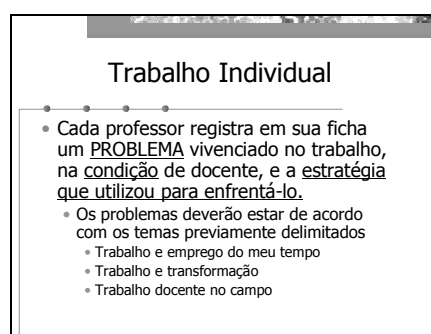 Trabalho Individual
• Cada professor registra em sua ficha
um PROBLEMA vivenciado no trabalho,
na condição de docente, e a estratégia
que utilizou para enfrentá-lo.
• Os problemas deverão estar de acordo
com os temas previamente delimitados
• Trabalho e emprego do meu tempo
• Trabalho e transformação
• Trabalho docente no campo